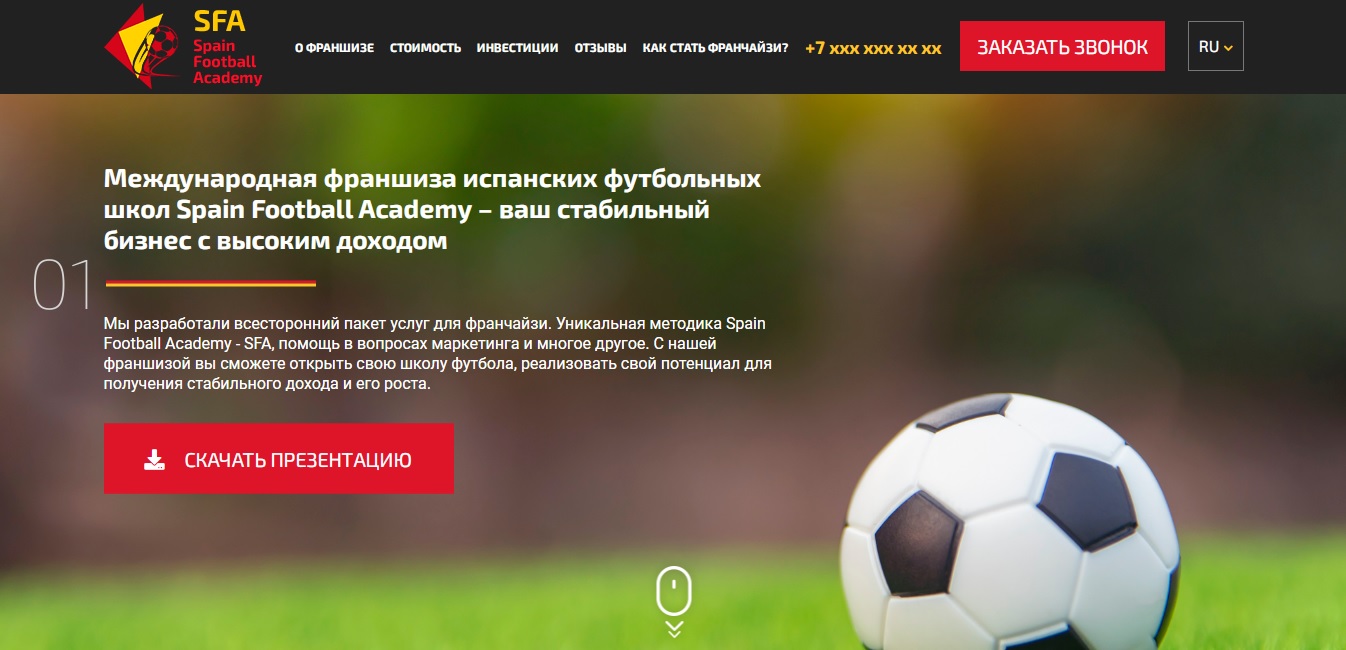 SFA
Spain
Football
Academy
О ФРАНШИЗЕ СТОИМОСТЬ ИНВЕСТИЦИИ ОТЗЫВЫ КАК СТАТЬ ФРАНЧАЙЗИ? +7 xxx xxx xx xx ЗАКАЗАТЬ ЗВОНОК RU
Международная франшиза испанских футбольных
школ Spain Football Academy – ваш стабильный
бизнес с высоким доходом
01
Мы разработали всесторонний пакет услуг для франчайзи. Уникальная методика Spain
Football Academy - SFA, помощь в вопросах маркетинга и многое другое. С нашей
франшизой вы сможете открыть свою школу футбола, реализовать свой потенциал для
получения стабильного дохода и его роста.
СКАЧАТЬ ПРЕЗЕНТАЦИЮ